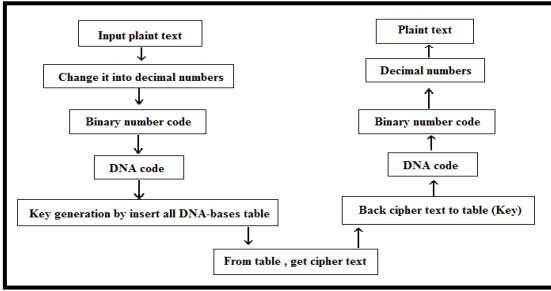 Input plaint text
Change it into decimal numbers
Binary number code
DNA code
Key generation by insert all DNA-bases table
From table , get cipher text
Back cipher text to table (Key)
DNA code
Binary number code
Decimal numbers
Plaint text